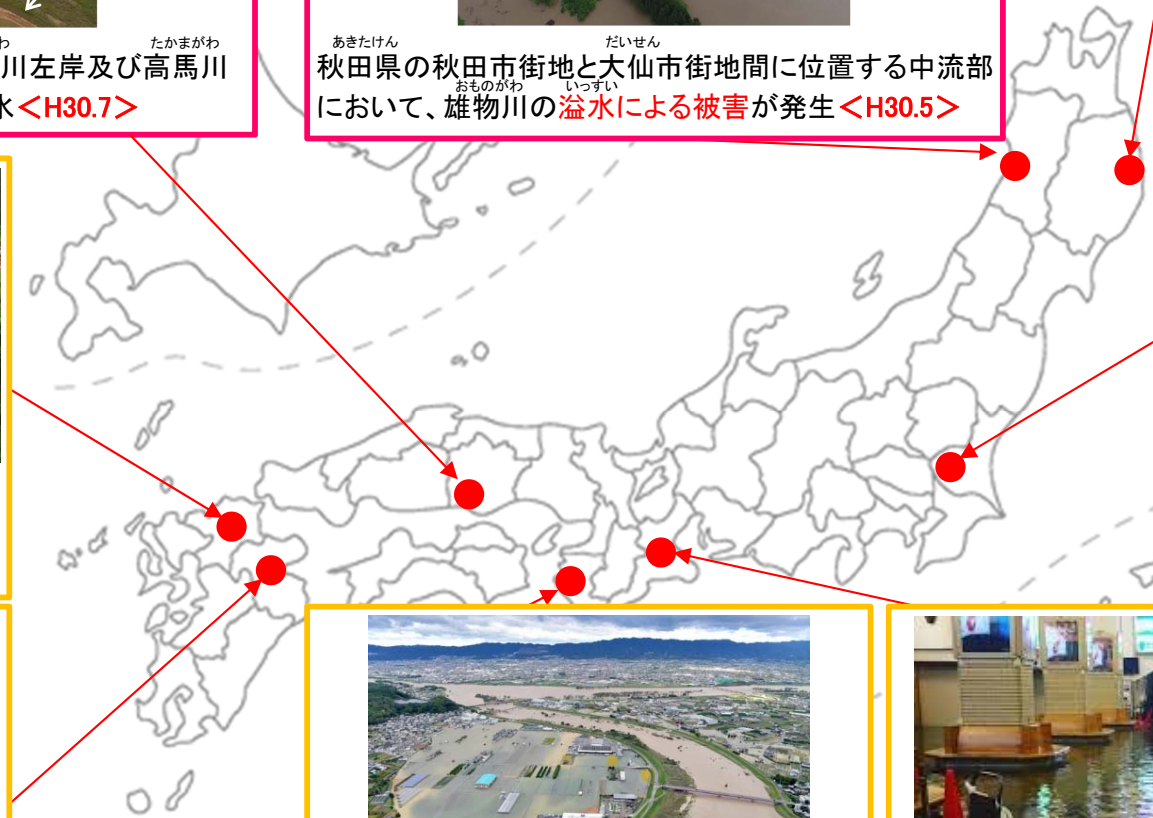 わ たかまがわ
川左岸及び高馬川
水＜H30.7＞
あきたけん だいせん
秋田県の秋田市街地と大仙市街地間に位置する中流部
おものがわ いっすい
において、雄物川の溢水による被害が発生＜H30.5＞